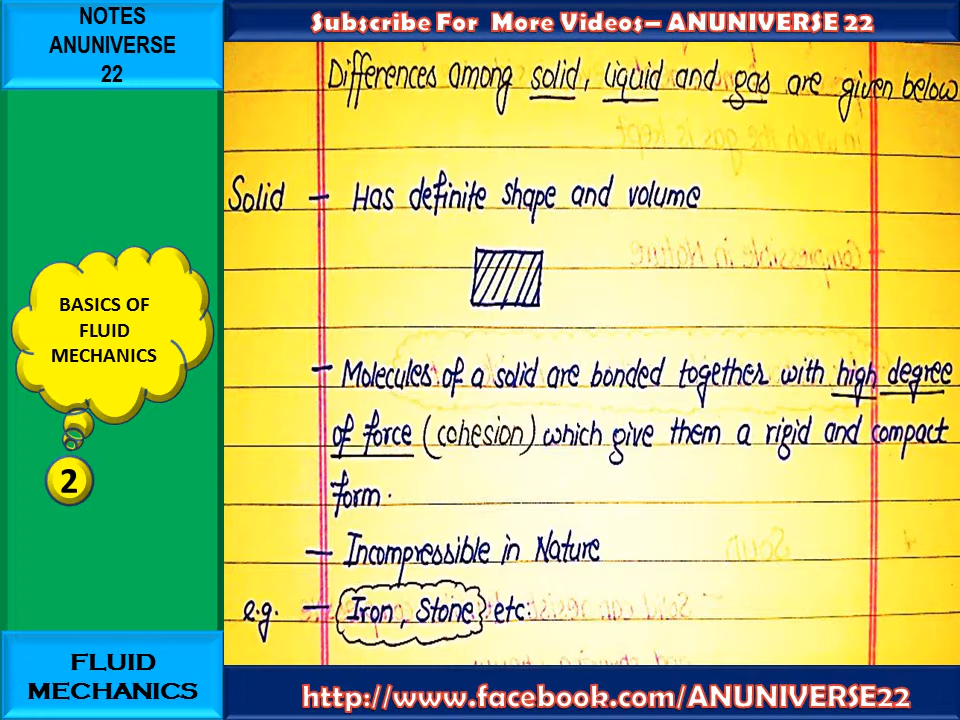 NOTES
ANUNIVERSE
22
Subscribe For More Videos– ANUNIVERSE 22
Differences among solid, liquid and gas are given below
Solid – Has definite shape and volume
– Molecules of a solid are bonded together with high degree
of force (cohesion) which give them a rigid and compact
form.
– Incompressible in Nature
e.g. – Iron, Stone etc.
BASICS OF
FLUID
MECHANICS
2
FLUID
MECHANICS
http://www.facebook.com/ANUNIVERSE22